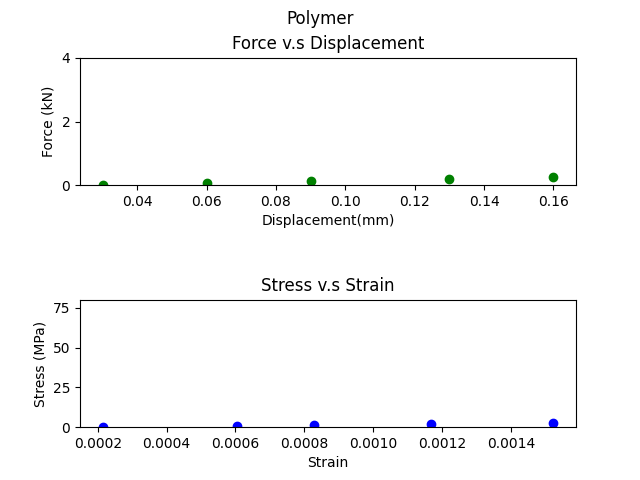 Polymer
Force v.s Displacement
4
2
0
Force (kN)
0.04 0.06 0.08 0.10 0.12 0.14 0.16
Displacement(mm)
Stress v.s Strain
75
50
25
0
Stress (MPa)
0.0002 0.0004 0.0006 0.0008 0.0010 0.0012 0.0014
Strain